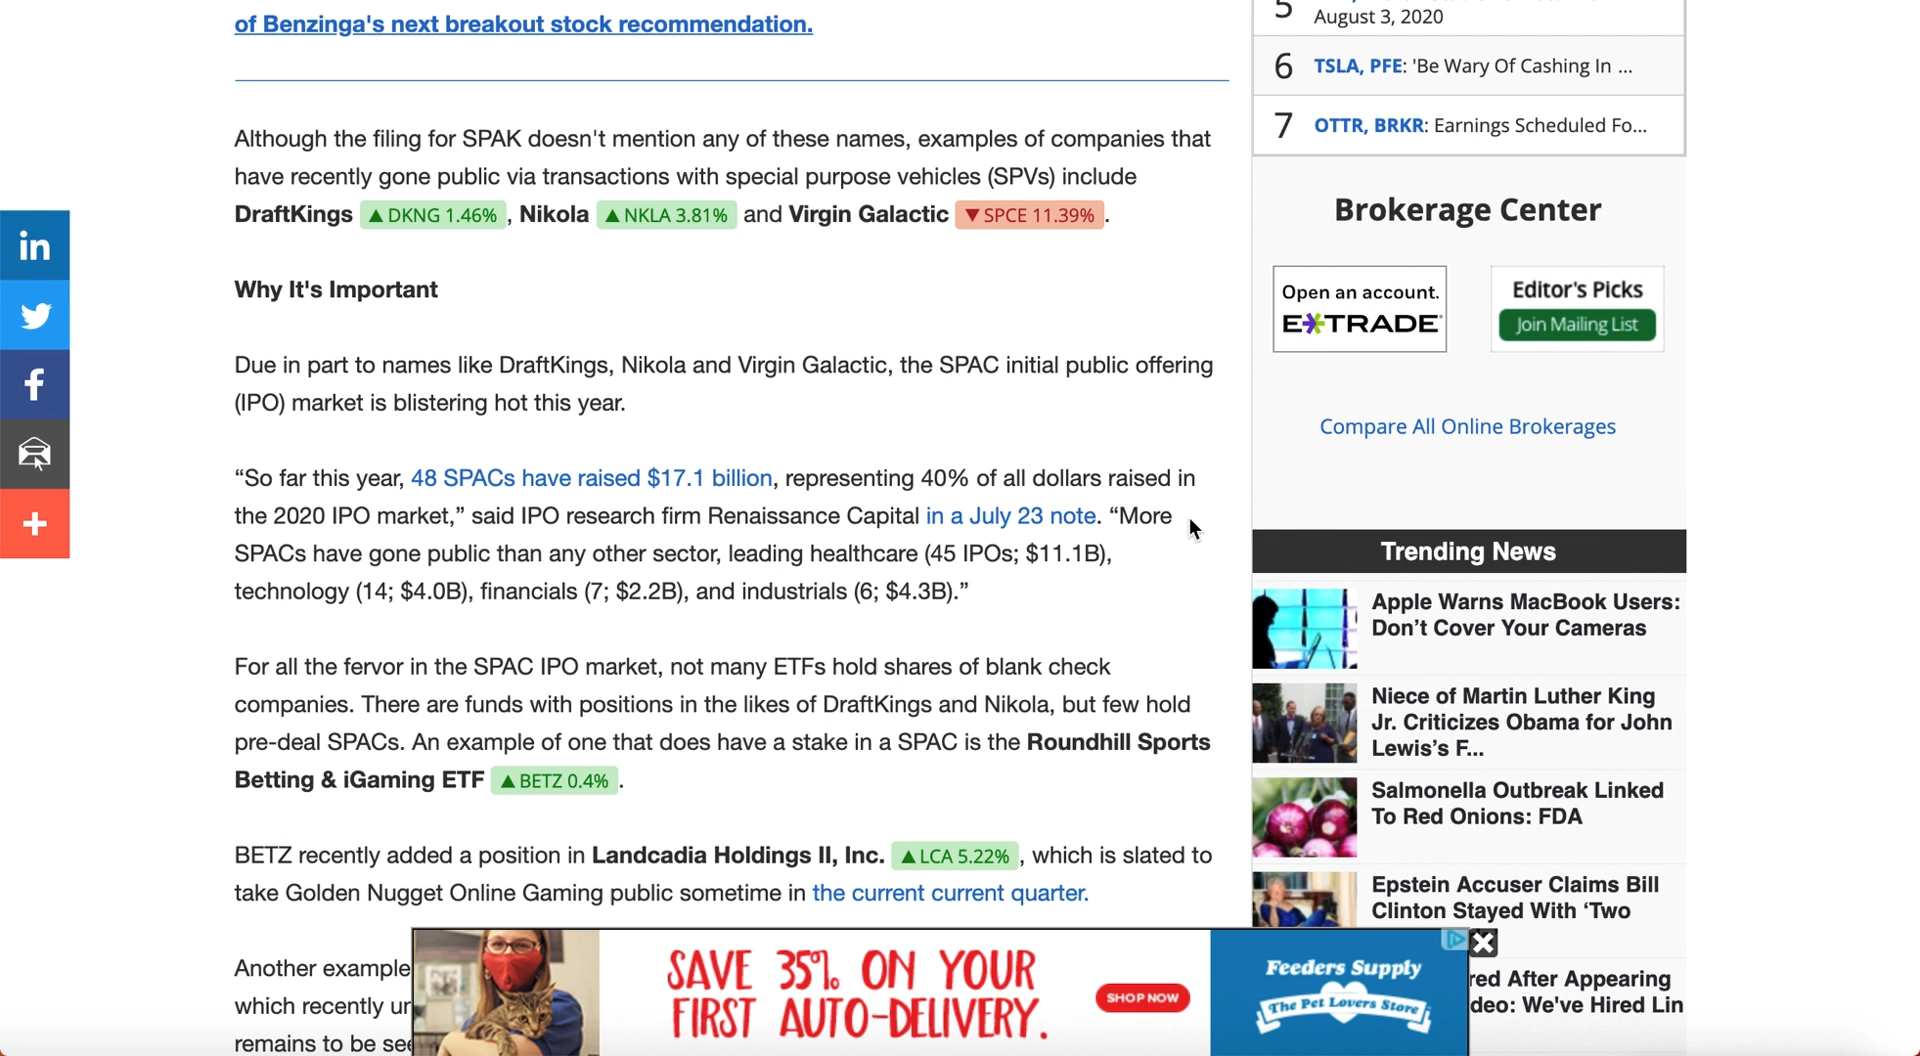 of Benzinga's next breakout stock recommendation.
Although the filing for SPAK doesn't mention any of these names, examples of companies that
have recently gone public via transactions with special purpose vehicles (SPVs) include
DraftKings ▲ DKNG 1.46% , Nikola ▲ NKLA 3.81% and Virgin Galactic ▼ SPCE 11.39% .
Why It's Important
Due in part to names like DraftKings, Nikola and Virgin Galactic, the SPAC initial public offering
(IPO) market is blistering hot this year.
“So far this year, 48 SPACs have raised $17.1 billion, representing 40% of all dollars raised in
the 2020 IPO market,” said IPO research firm Renaissance Capital in a July 23 note. “More
SPACs have gone public than any other sector, leading healthcare (45 IPOs; $11.1B),
technology (14; $4.0B), financials (7; $2.2B), and industrials (6; $4.3B).”
For all the fervor in the SPAC IPO market, not many ETFs hold shares of blank check
companies. There are funds with positions in the likes of DraftKings and Nikola, but few hold
pre-deal SPACs. An example of one that does have a stake in a SPAC is the Roundhill Sports
Betting & iGaming ETF ▲ BETZ 0.4% .
BETZ recently added a position in Landcadia Holdings II, Inc. ▲ LCA 5.22% , which is slated to
take Golden Nugget Online Gaming public sometime in the current current quarter.
Another example
which recently
remains to be
in
f
+
5
August 3, 2020
6 TSLA, PFE: 'Be Wary Of Cashing In ...
7 OTTR, BRKR: Earnings Scheduled Fo...
Brokerage Center
Open an account.
E*TRADE
Editor's Picks
Join Mailing List
Compare All Online Brokerages
Trending News
Apple Warns MacBook Users:
Don’t Cover Your Cameras
Niece of Martin Luther King
Jr. Criticizes Obama for John
Lewis’s F...
Salmonella Outbreak Linked
To Red Onions: FDA
Epstein Accuser Claims Bill
Clinton Stayed With ‘Two
After Appearing
We've Hired Lin
SAVE 35% ON YOUR
FIRST AUTO-DELIVERY.
SHOP NOW
Feeders Supply
The Pet Lovers Store